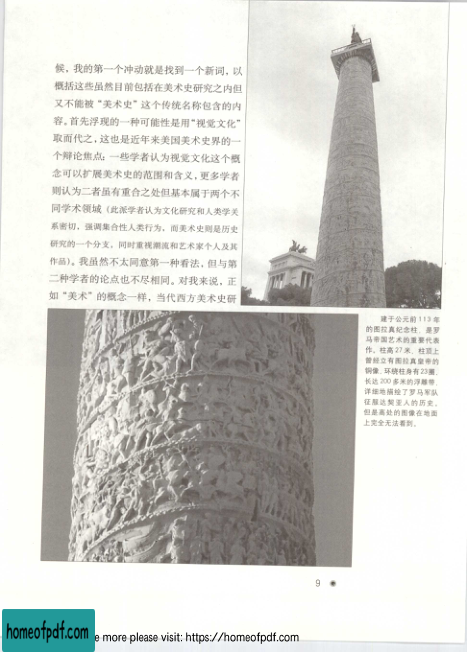 候，我的第一个冲动就是找到一个新词，以
概括这些虽然目前包括在美术史研究之内但
又不能被“美术史”这个传统名称包含的内
容。首先浮现的一种可能性是用“视觉文化”
取而代之，这也是近年来美国美术史界的一
个辩论焦点：一些学者认为视觉文化这个概
念可以扩展美术史的范围和含义，更多学者
则认为二者虽有重合之处但基本属于两个不
同学术领域（此派学者认为文化研究和人类学关
系密切，强调集合性人类行为，而美术史则是历史
研究的一个分支，同时重视潮流和艺术家个人及其
作品）。我虽然不太同意第一种看法，但与第
二种学者的论点也不尽相同。对我来说，正
如“美术”的概念一样，当代西方美术史研
建于公元前113年
的图拉真纪念柱，是罗
马帝国艺术的重要代表
作。柱高27米，柱顶上
曾经立有图拉真皇帝的
铜像，环绕柱身有23圈、
长达200多米的浮雕带，
详细地描绘了罗马军队
征服达契亚人的历史。
但是高处的图像在地面
上完全无法看到。
9
homeofpdf.com
e more please visit: https://homeofpdf.com